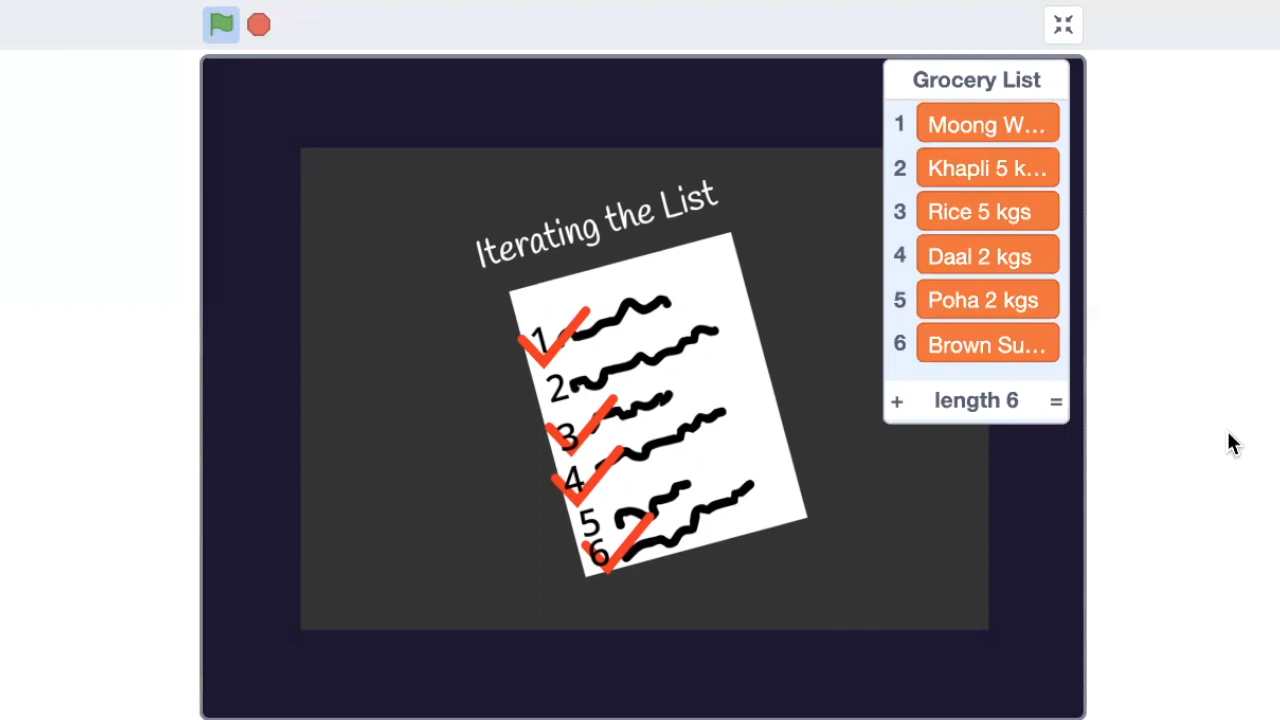 Grocery List
1 Moong W...
2 Khapli 5 k...
3 Rice 5 kgs
4 Daal 2 kgs
5 Poha 2 kgs
6 Brown Su...
+ length 6 =
Iterating the List
1
2
3
4
5
6